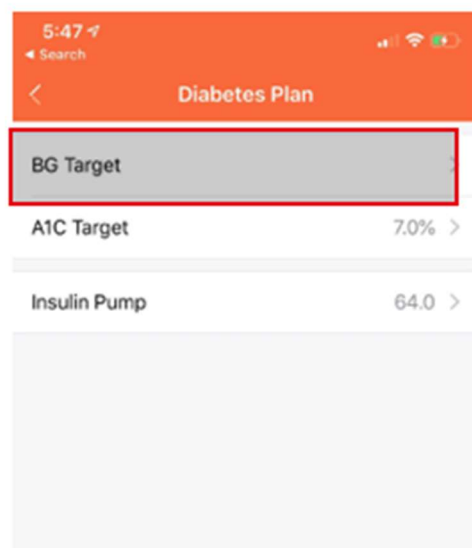 5:47
Search
Diabetes Plan
BG Target
A1C Target 7.0%
Insulin Pump 64.0